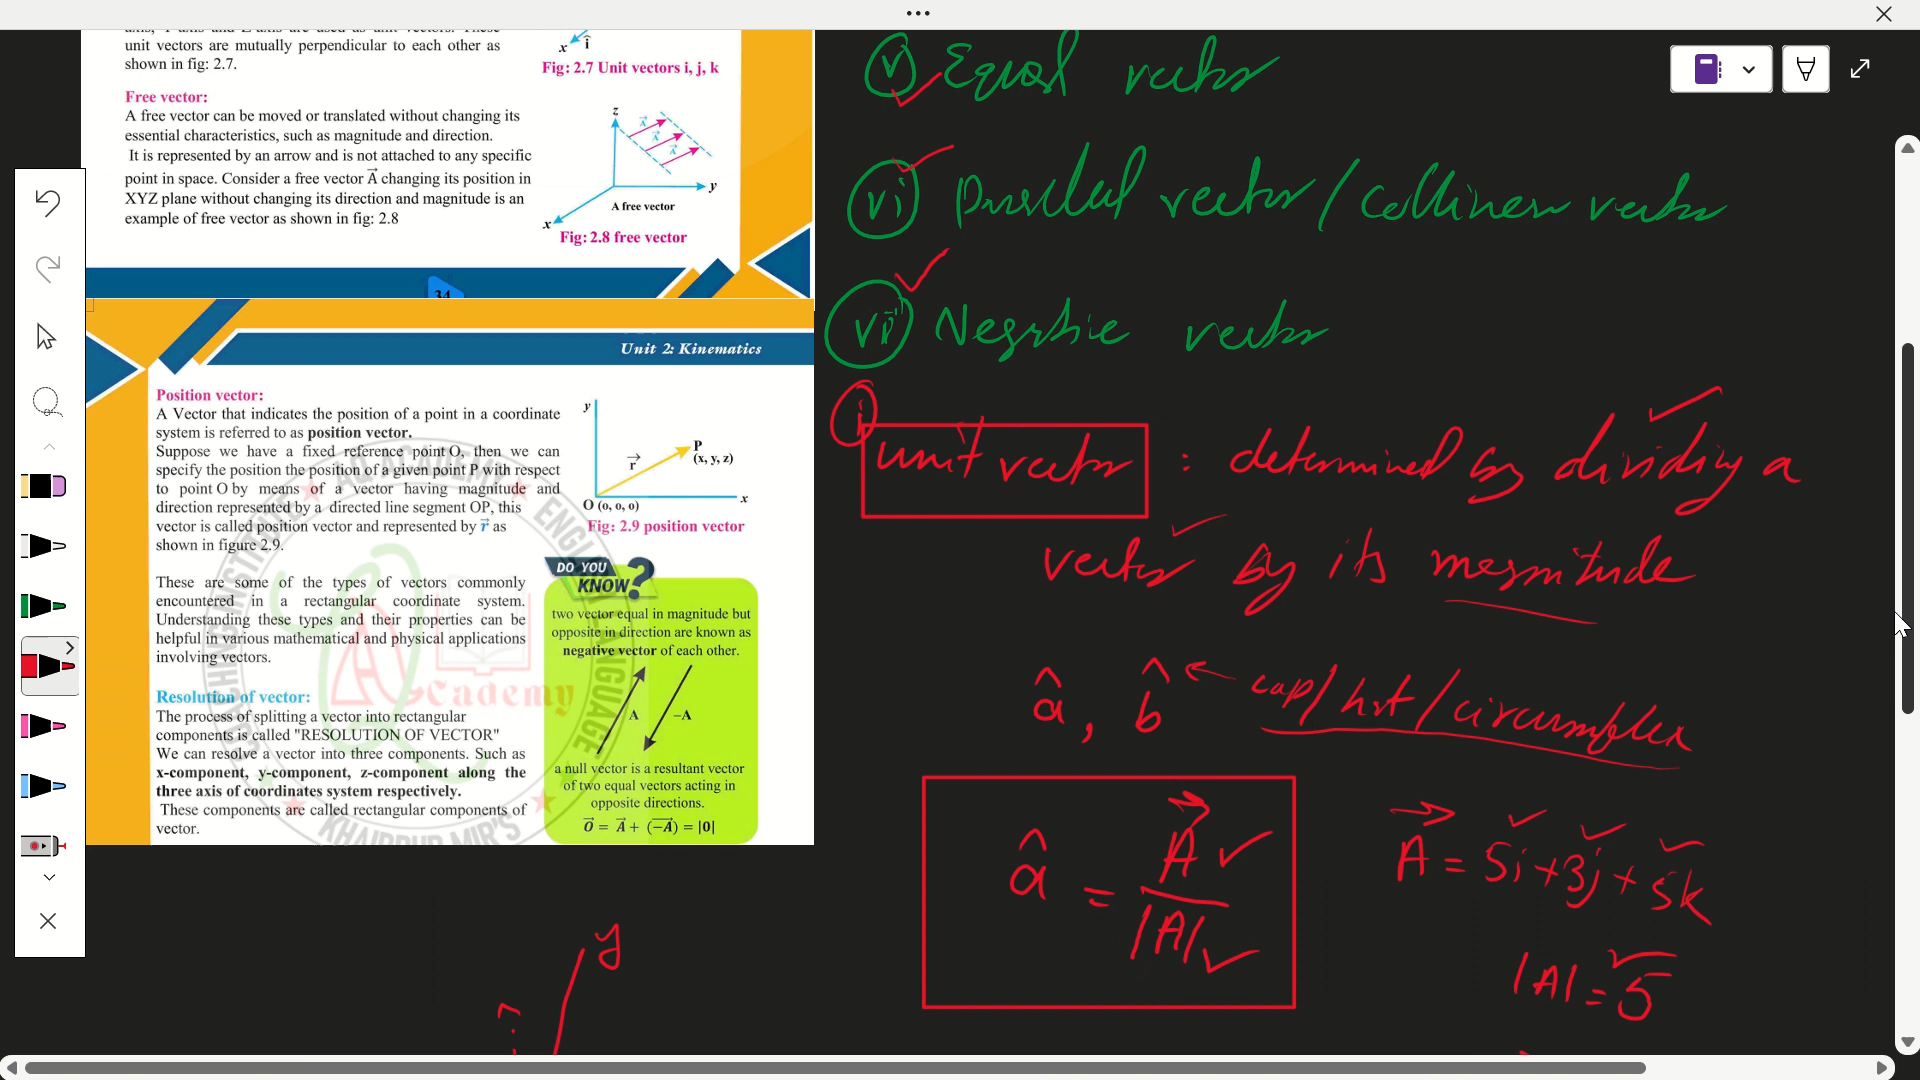 unit vectors are mutually perpendicular to each other as
shown in fig: 2.7.
x
î
Fig: 2.7 Unit vectors i, j, k
Free vector:
A free vector can be moved or translated without changing its
essential characteristics, such as magnitude and direction.
It is represented by an arrow and is not attached to any specific
point in space. Consider a free vector A⃗ changing its position in
XYZ plane without changing its direction and magnitude is an
example of free vector as shown in fig: 2.8
z
A⃗
A⃗
A⃗
y
x
A free vector
Fig: 2.8 free vector
34
Unit 2: Kinematics
Position vector:
A Vector that indicates the position of a point in a coordinate
system is referred to as position vector.
Suppose we have a fixed reference point O, then we can
specify the position the position of a given point P with respect
to point O by means of a vector having magnitude and
direction represented by a directed line segment OP, this
vector is called position vector and represented by r⃗ as
shown in figure 2.9.
y
r⃗
P
(x, y, z)
O (o, o, o)
x
Fig: 2.9 position vector
These are some of the types of vectors commonly
encountered in a rectangular coordinate system.
Understanding these types and their properties can be
helpful in various mathematical and physical applications
involving vectors.
Resolution of vector:
The process of splitting a vector into rectangular
components is called "RESOLUTION OF VECTOR"
We can resolve a vector into three components. Such as
x-component, y-component, z-component along the
three axis of coordinates system respectively.
These components are called rectangular components of
vector.
DO YOU
KNOW?
two vector equal in magnitude but
opposite in direction are known as
negative vector of each other.
A
-A
a null vector is a resultant vector
of two equal vectors acting in
opposite directions.
O⃗ = A⃗ + (-A⃗) = |0|
AQ ACADEMY
COACHING INSTITUTE
ENGLISH LANGUAGE
KHAIRPUR MIR'S
Academy
v Equal vector
vi Parallel vector / Collinear vector
vii Negative vector
i unit vector : determined by dividing a
vector by its magnitude
â, b̂ ← cap/hat/circumflex
â = A⃗ / |A|
A⃗ = 5i + 3j + 5k
|A| = 5
y